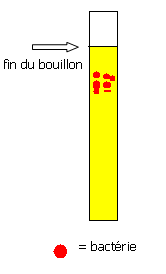 fin du bouillon
= bactérie